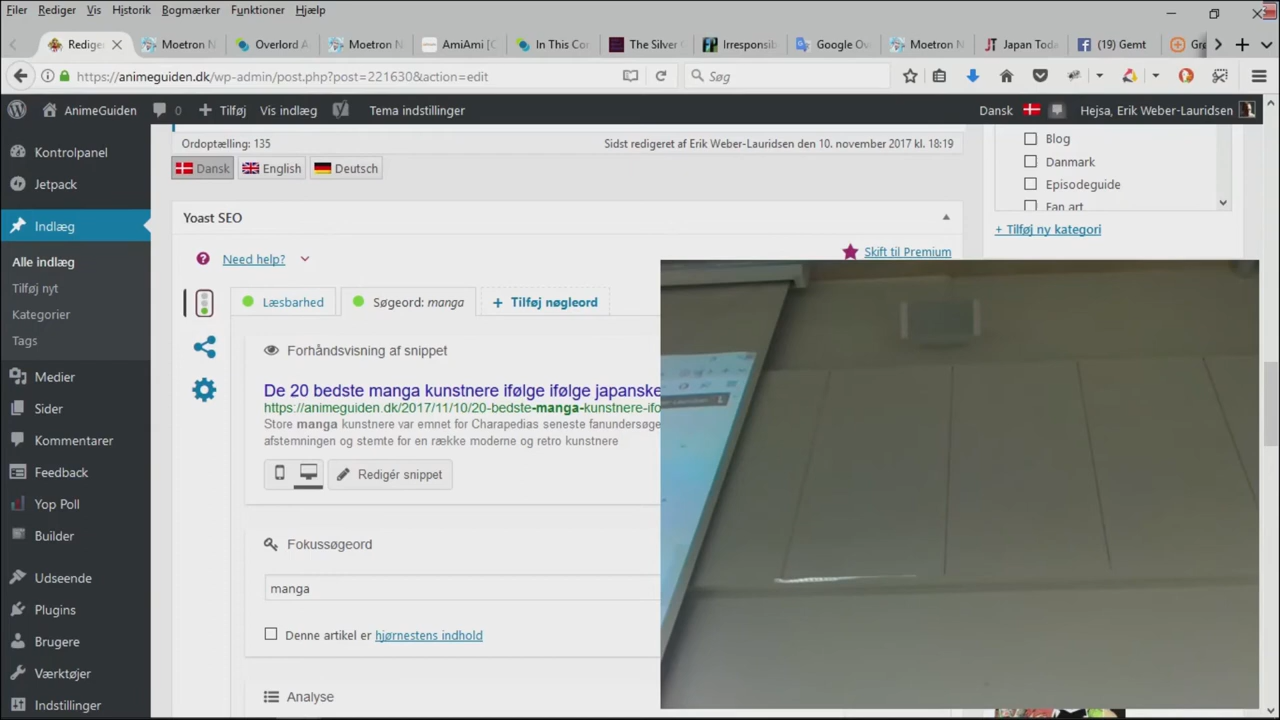 Filer Rediger Vis Historik Bogmærker Funktioner Hjælp
Rediger Moetron N Overlord A Moetron N AmiAmi [ In This Cor The Silver Irresponsib Google Ov Moetron N Japan Toda (19) Gemt Gr
https://animeguiden.dk/wp-admin/post.php?post=221630&action=edit Søg
AnimeGuiden 0 Tilføj Vis indlæg Tema indstillinger Dansk Hejsa, Erik Weber-Lauridsen
Kontrolpanel
Jetpack
Indlæg
Alle indlæg
Tilføj nyt
Kategorier
Tags
Medier
Sider
Kommentarer
Feedback
Yop Poll
Builder
Udseende
Plugins
Brugere
Værktøjer
Indstillinger
Ordoptælling: 135 Sidst redigeret af Erik Weber-Lauridsen den 10. november 2017 kl. 18:19
Dansk English Deutsch
Yoast SEO
Need help? Skift til Premium
Læsbarhed Søgeord: manga + Tilføj nøgleord
Forhåndsvisning af snippet
De 20 bedste manga kunstnere ifølge ifølge japanske
https://animeguiden.dk/2017/11/10/20-bedste-manga-kunstnere-ifo
Store manga kunstnere var emnet for Charapedias seneste fanundersøge
afstemningen og stemte for en række moderne og retro kunstnere
Redigér snippet
Fokussøgeord
manga
Denne artikel er hjørnestens indhold
Analyse
Blog
Danmark
Episodeguide
Fan art
+ Tilføj ny kategori